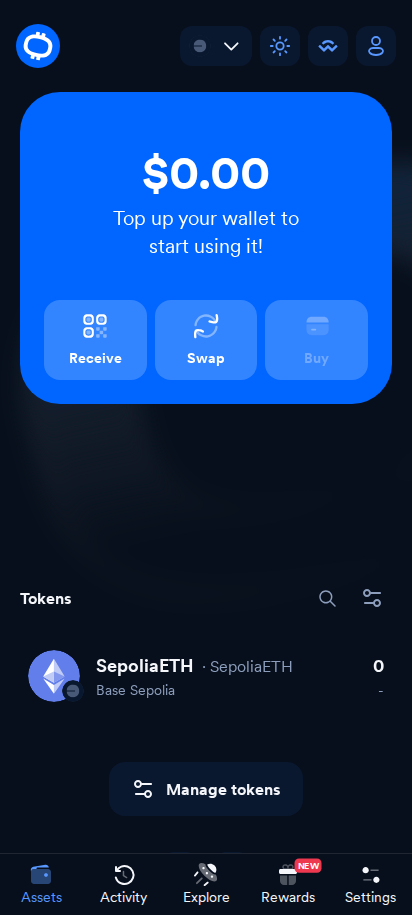 $0.00
Top up your wallet to
start using it!
Receive
Swap
Buy
Tokens
SepoliaETH · SepoliaETH
0
Base Sepolia
-
Manage tokens
NEW
Assets
Activity
Explore
Rewards
Settings